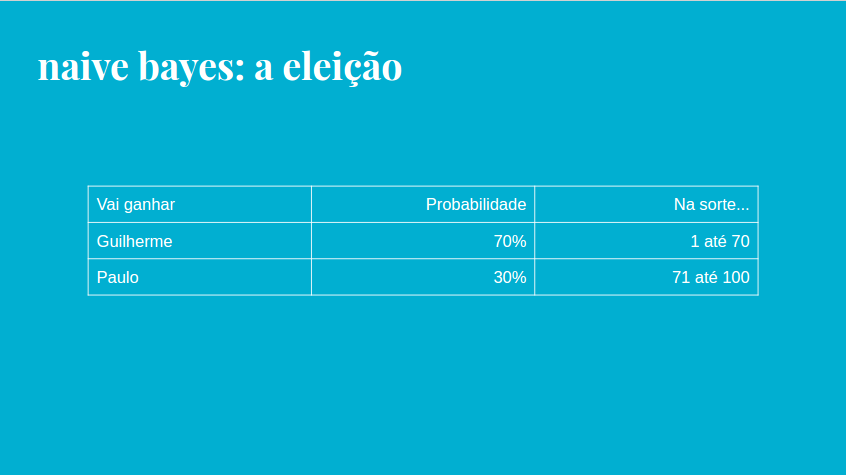 naive bayes: a eleição
Vai ganhar Probabilidade Na sorte...
Guilherme 70% 1 até 70
Paulo 30% 71 até 100